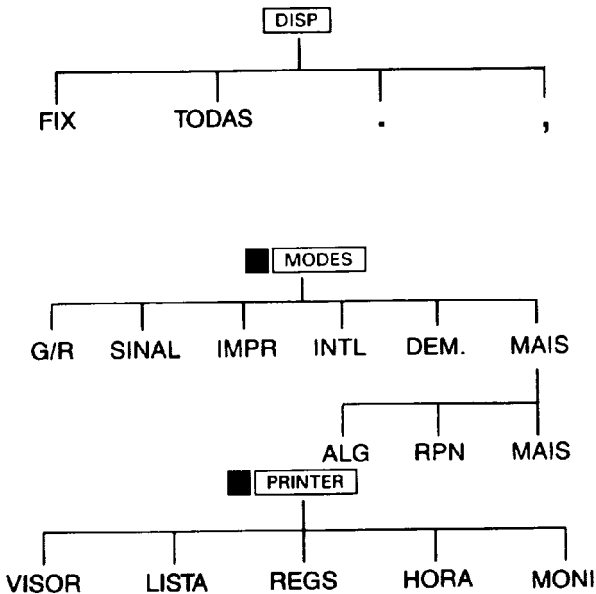 DISP
FIX TODAS . ,
MODES
G/R SINAL IMPR INTL DEM. MAIS
ALG RPN MAIS
PRINTER
VISOR LISTA REGS HORA MONI